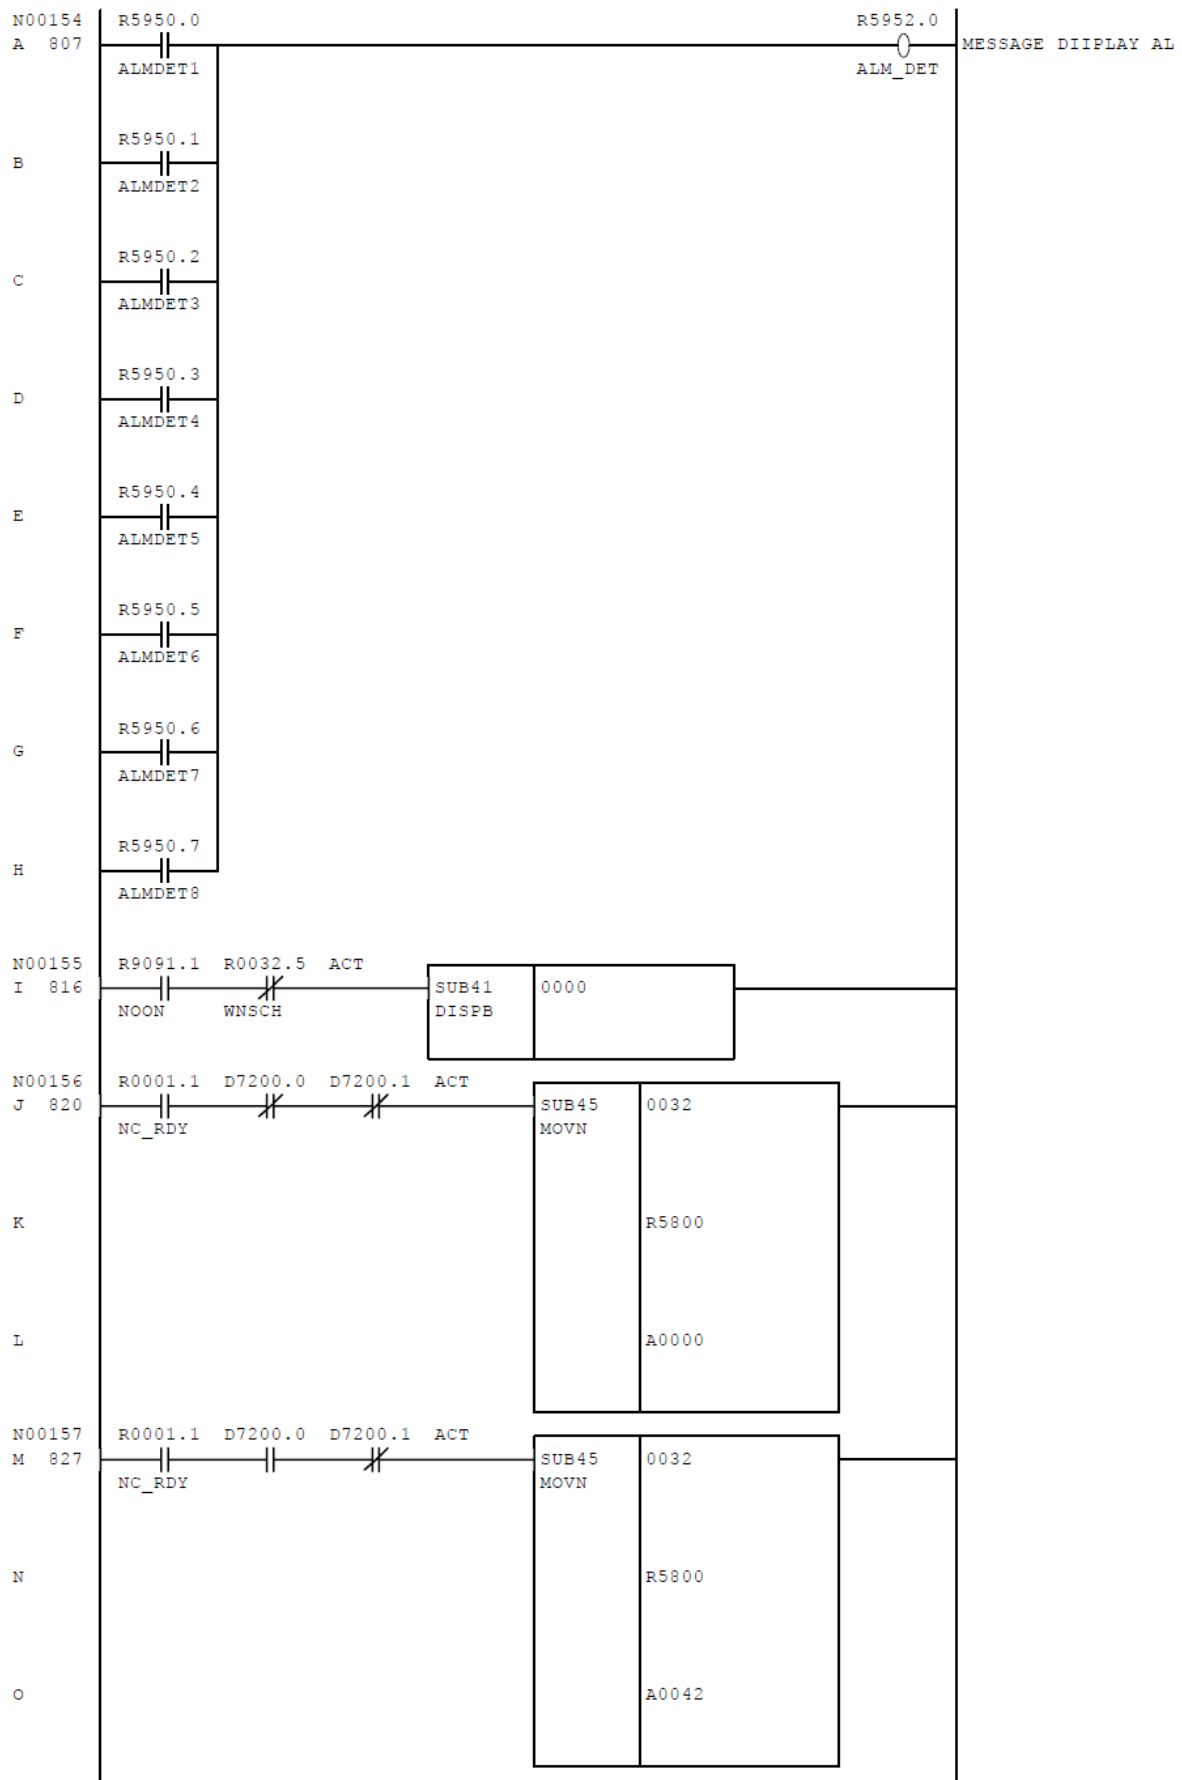 N00154 R5950.0 R5952.0
A 807 MESSAGE DIIPLAY AL
ALMDET1 ALM_DET
R5950.1
B
ALMDET2
R5950.2
C
ALMDET3
R5950.3
D
ALMDET4
R5950.4
E
ALMDET5
R5950.5
F
ALMDET6
R5950.6
G
ALMDET7
R5950.7
H
ALMDET8
N00155 R9091.1 R0032.5 ACT
I 816 SUB41 0000
NOON WNSCH DISPB
N00156 R0001.1 D7200.0 D7200.1 ACT
J 820 SUB45 0032
NC_RDY MOVN
K R5800
L A0000
N00157 R0001.1 D7200.0 D7200.1 ACT
M 827 SUB45 0032
NC_RDY MOVN
N R5800
O A0042